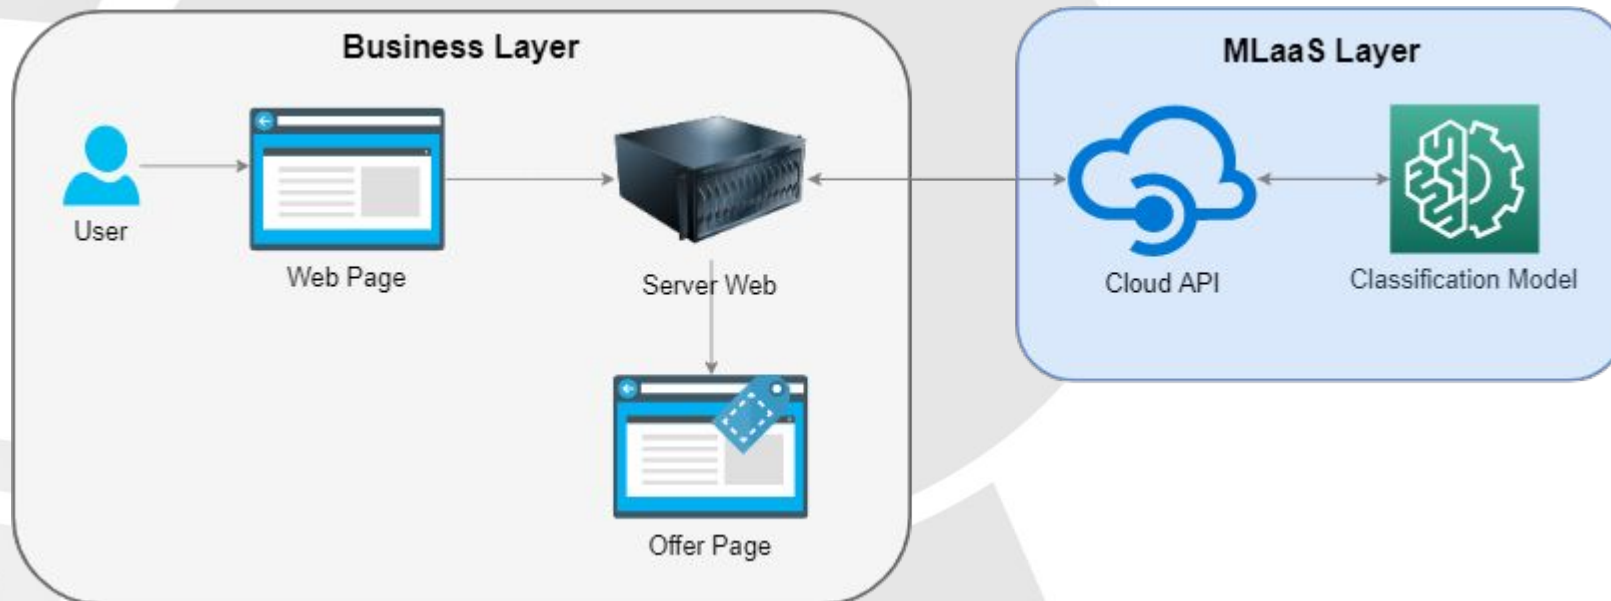 Business Layer
MLaaS Layer
User
Web Page
Server Web
Cloud API
Classification Model
Offer Page